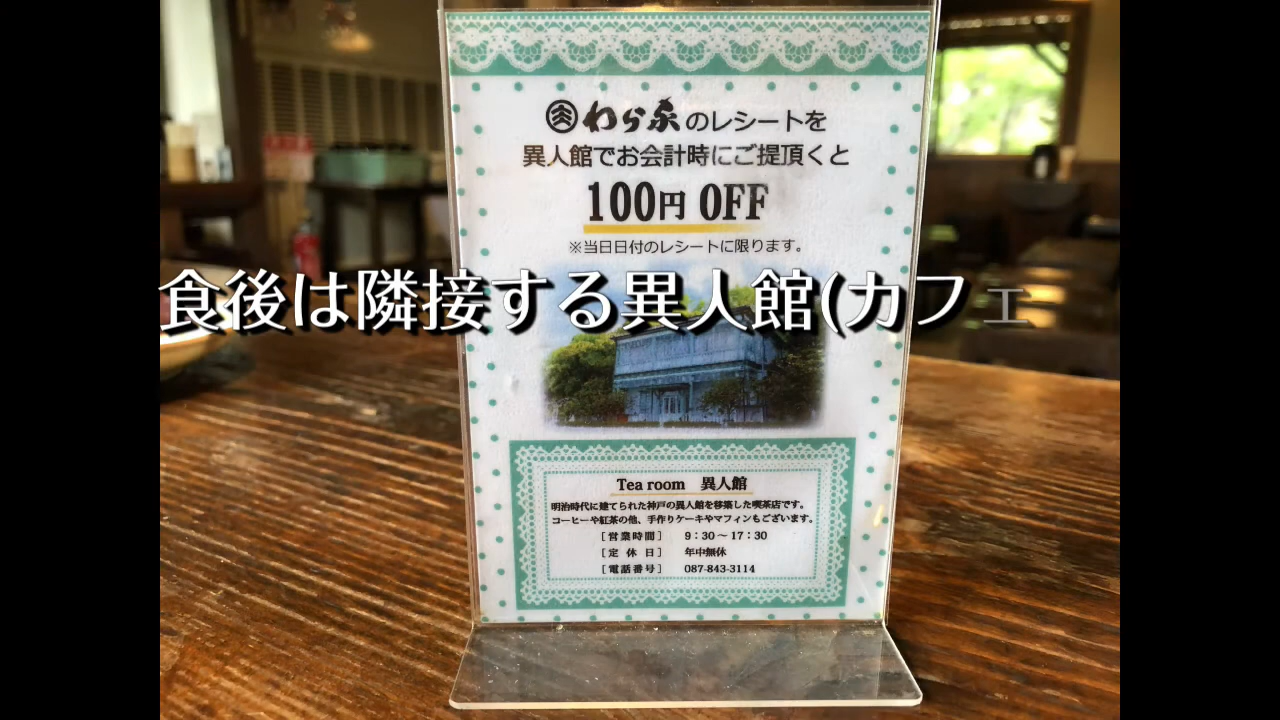 わら家のレシートを
異人館でお会計時にご提頂くと
100円 OFF
※当日日付のレシートに限ります。
食後は隣接する異人館(カフェ
Tea room 異人館
明治時代に建てられた神戸の異人館を移築した喫茶店です。
コーヒーや紅茶の他、手作りケーキやマフィンもございます。
[営業時間] 9:30～17:30
[定休日] 年中無休
[電話番号] 087-843-3114